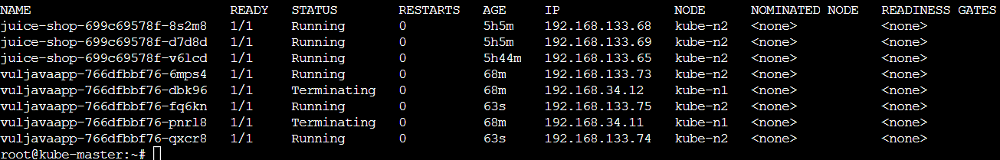 NAME READY STATUS RESTARTS AGE IP NODE NOMINATED NODE READINESS GATES
juice-shop-699c69578f-8s2m8 1/1 Running 0 5h5m 192.168.133.68 kube-n2 <none> <none>
juice-shop-699c69578f-d7d8d 1/1 Running 0 5h5m 192.168.133.69 kube-n2 <none> <none>
juice-shop-699c69578f-v6lcd 1/1 Running 0 5h44m 192.168.133.65 kube-n2 <none> <none>
vuljavaapp-766dfbbf76-6mps4 1/1 Running 0 68m 192.168.133.73 kube-n2 <none> <none>
vuljavaapp-766dfbbf76-dbk96 1/1 Terminating 0 68m 192.168.34.12 kube-n1 <none> <none>
vuljavaapp-766dfbbf76-fq6kn 1/1 Running 0 63s 192.168.133.75 kube-n2 <none> <none>
vuljavaapp-766dfbbf76-pnrl8 1/1 Terminating 0 68m 192.168.34.11 kube-n1 <none> <none>
vuljavaapp-766dfbbf76-qxcr8 1/1 Running 0 63s 192.168.133.74 kube-n2 <none> <none>
root@kube-master:~#